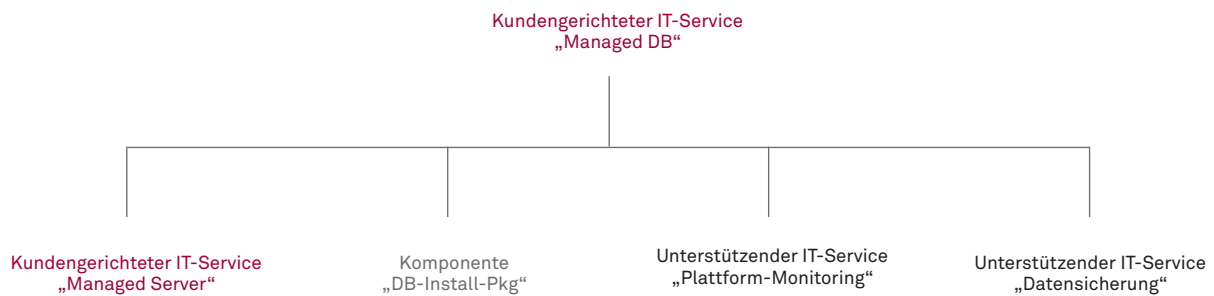 Kundengerichteter IT-Service
„Managed DB“
Kundengerichteter IT-Service
„Managed Server“
Komponente
„DB-Install-Pkg“
Unterstützender IT-Service
„Plattform-Monitoring“
Unterstützender IT-Service
„Datensicherung“